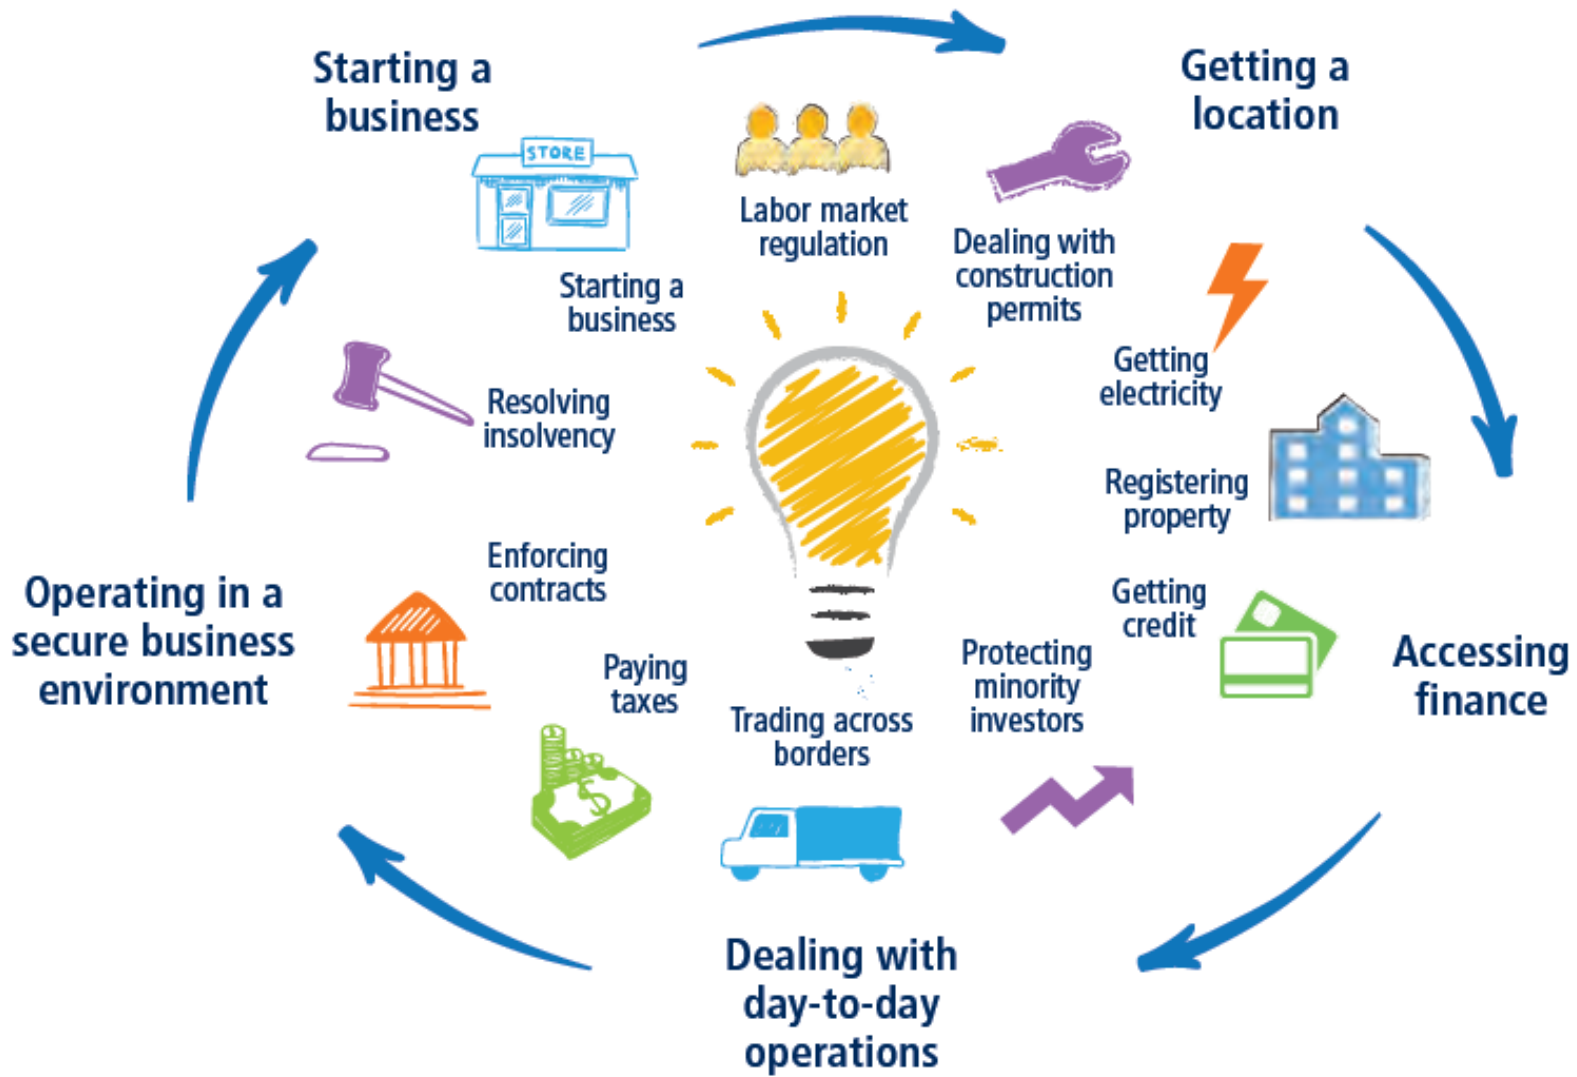 Starting a
business
Getting a
location
STORE
Labor market
regulation
Dealing with
construction
permits
Starting a
business
Getting
electricity
Resolving
insolvency
Registering
property
Enforcing
contracts
Getting
credit
Operating in a
secure business
environment
Paying
taxes
Protecting
minority
investors
Accessing
finance
Trading across
borders
$
Dealing with
day-to-day
operations